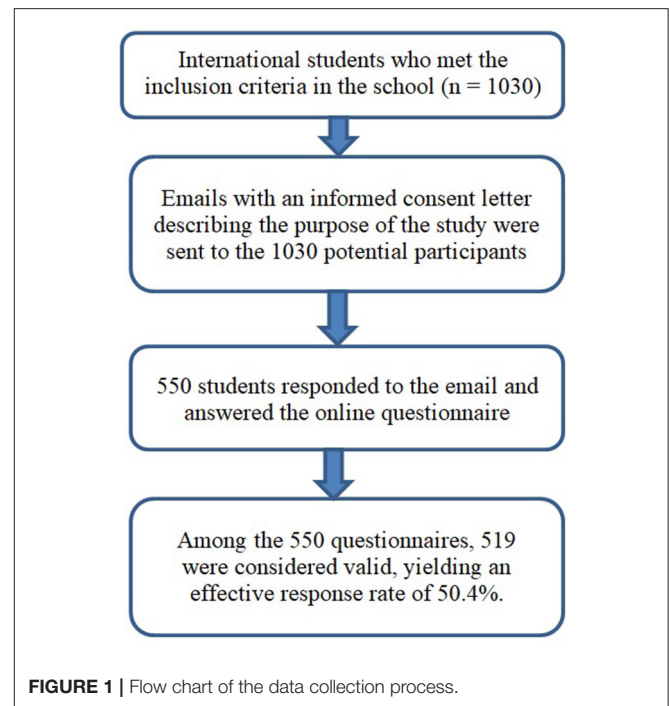 International students who met the
inclusion criteria in the school (n = 1030)
Emails with an informed consent letter
describing the purpose of the study were
sent to the 1030 potential participants
550 students responded to the email and
answered the online questionnaire
Among the 550 questionnaires, 519
were considered valid, yielding an
effective response rate of 50.4%.
FIGURE 1 | Flow chart of the data collection process.